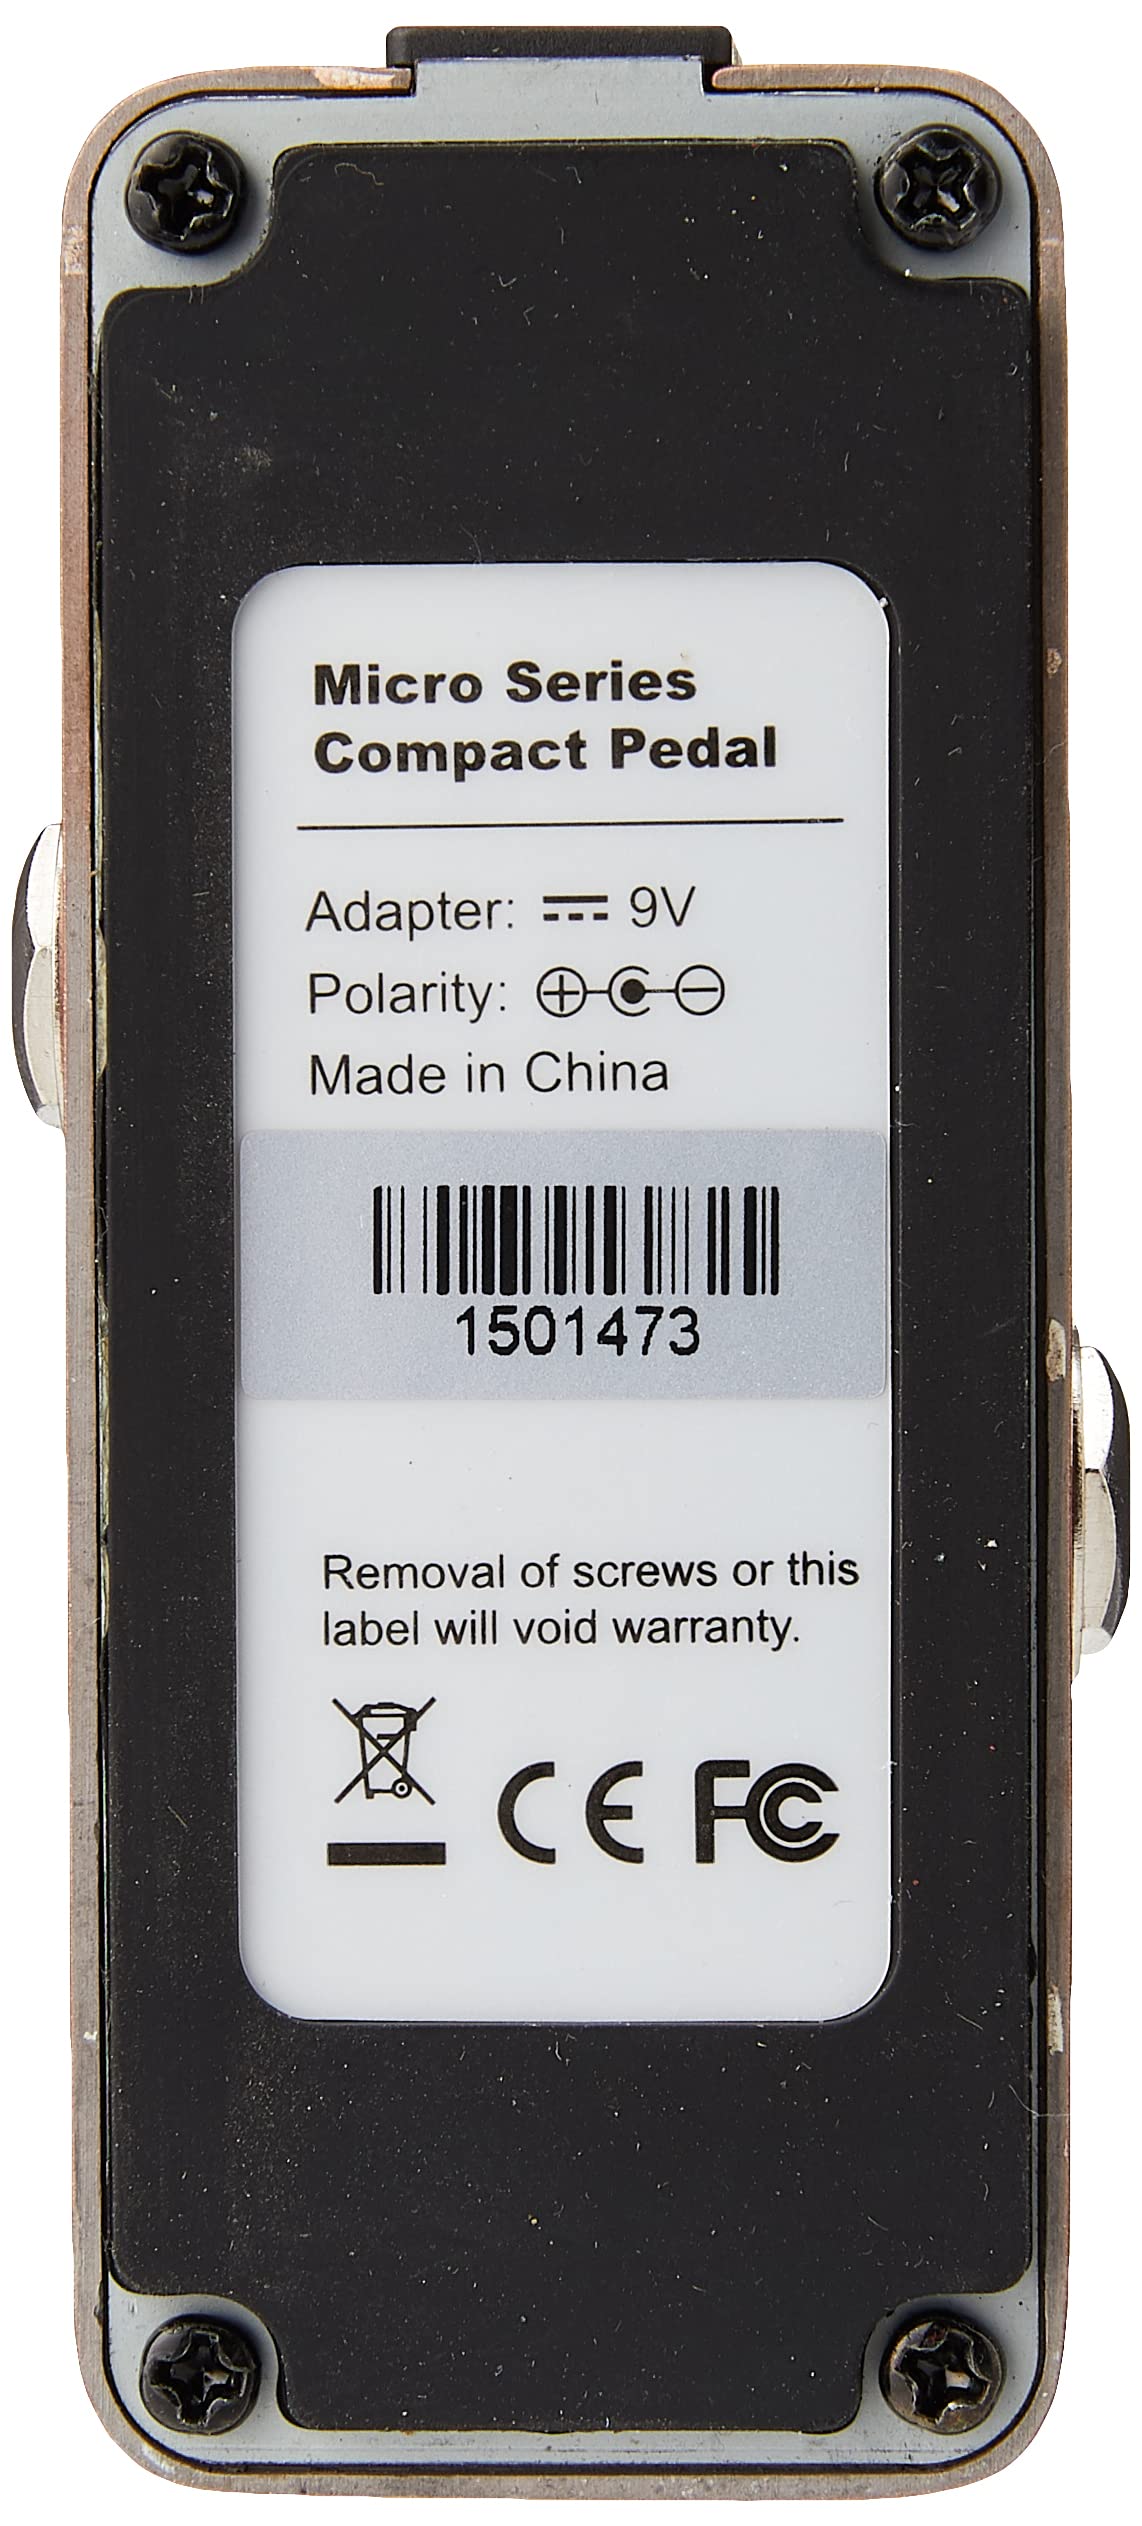 Micro Series
Compact Pedal
Adapter: 9V
Polarity:
Made in China
1501473
Removal of screws or this
label will void warranty.
CE FC